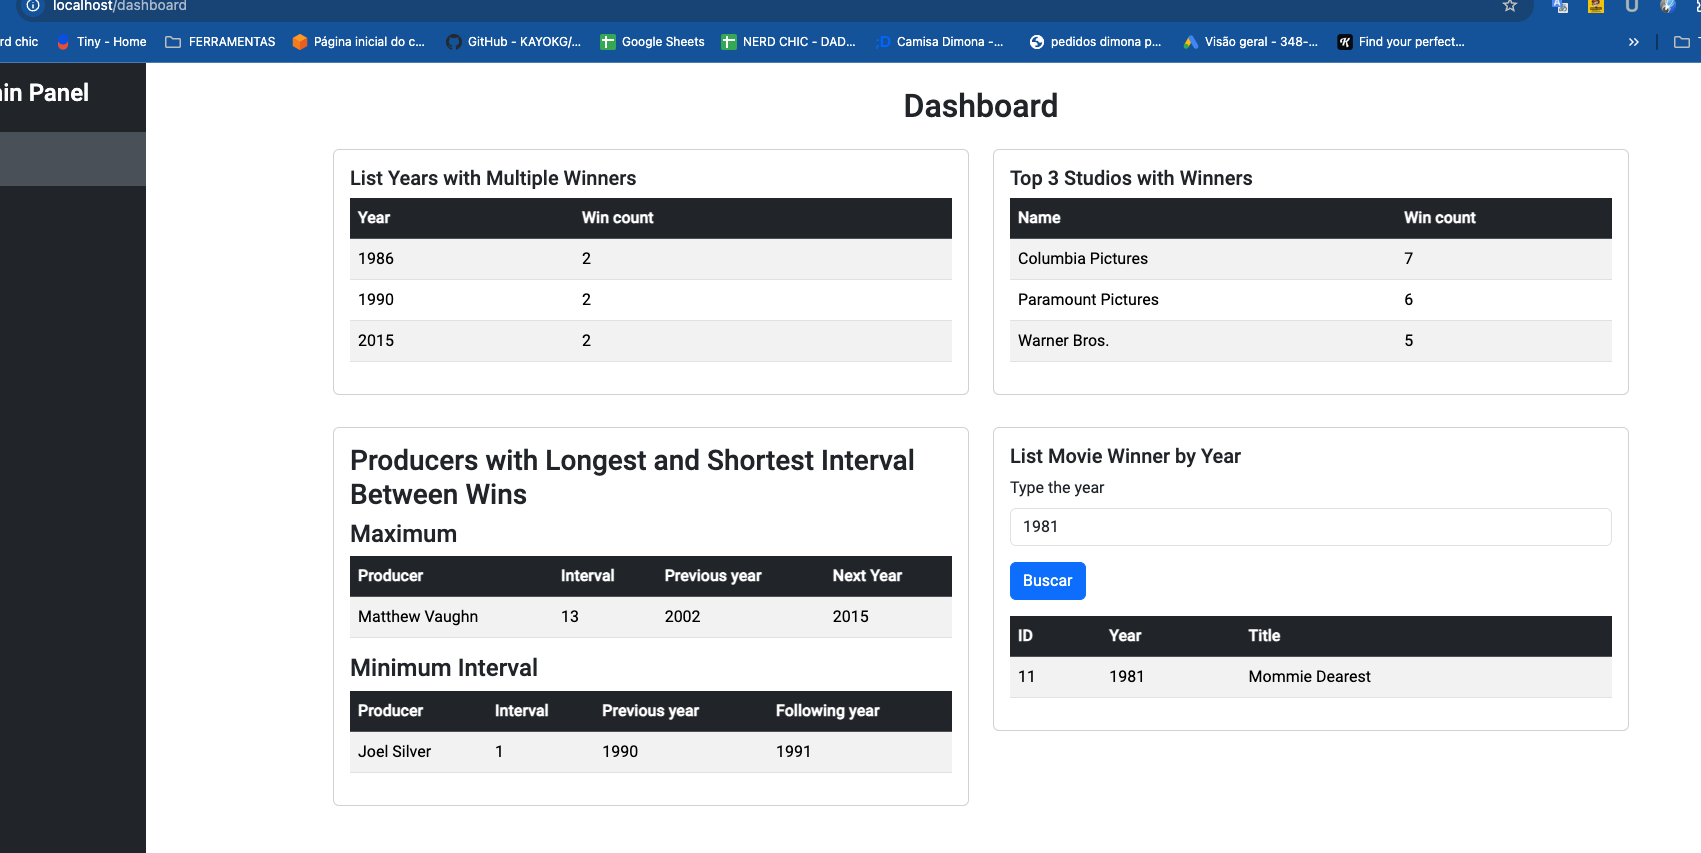 localhost/dashboard
rd chic Tiny - Home FERRAMENTAS Página inicial do c... GitHub - KAYOKG/... Google Sheets NERD CHIC - DAD... Camisa Dimona -... pedidos dimona p... Visão geral - 348-... Find your perfect...
in Panel
Dashboard
List Years with Multiple Winners
Year Win count
1986 2
1990 2
2015 2
Top 3 Studios with Winners
Name Win count
Columbia Pictures 7
Paramount Pictures 6
Warner Bros. 5
Producers with Longest and Shortest Interval
Between Wins
Maximum
Producer Interval Previous year Next Year
Matthew Vaughn 13 2002 2015
Minimum Interval
Producer Interval Previous year Following year
Joel Silver 1 1990 1991
List Movie Winner by Year
Type the year
1981
Buscar
ID Year Title
11 1981 Mommie Dearest